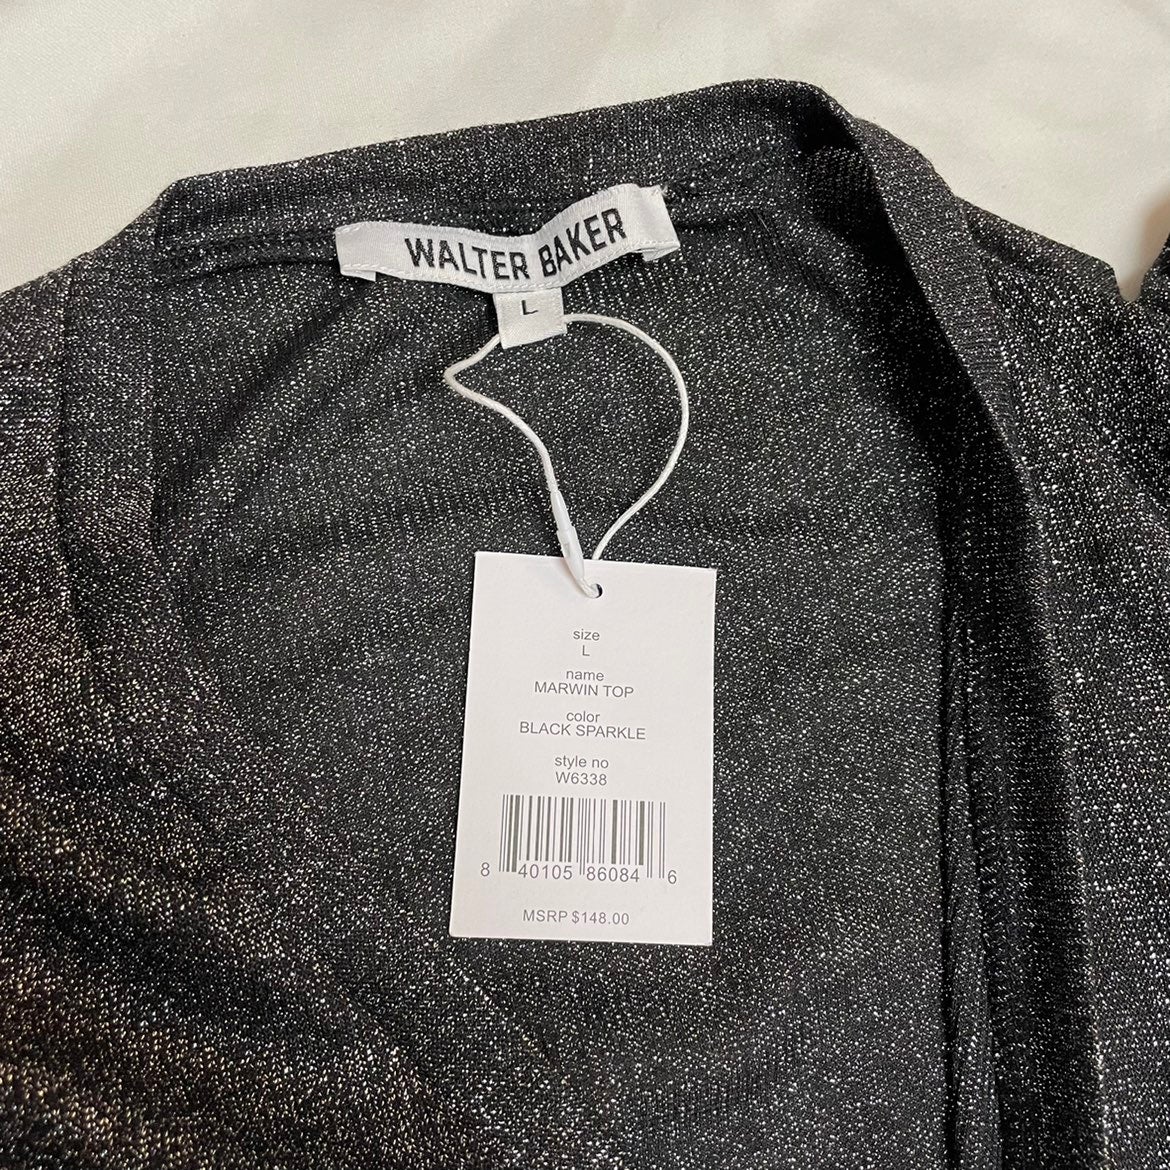 WALTER BAKER
L
size
L
name
MARWIN TOP
color
BLACK SPARKLE
style no
W6338
8 40105 86084 6
MSRP $148.00